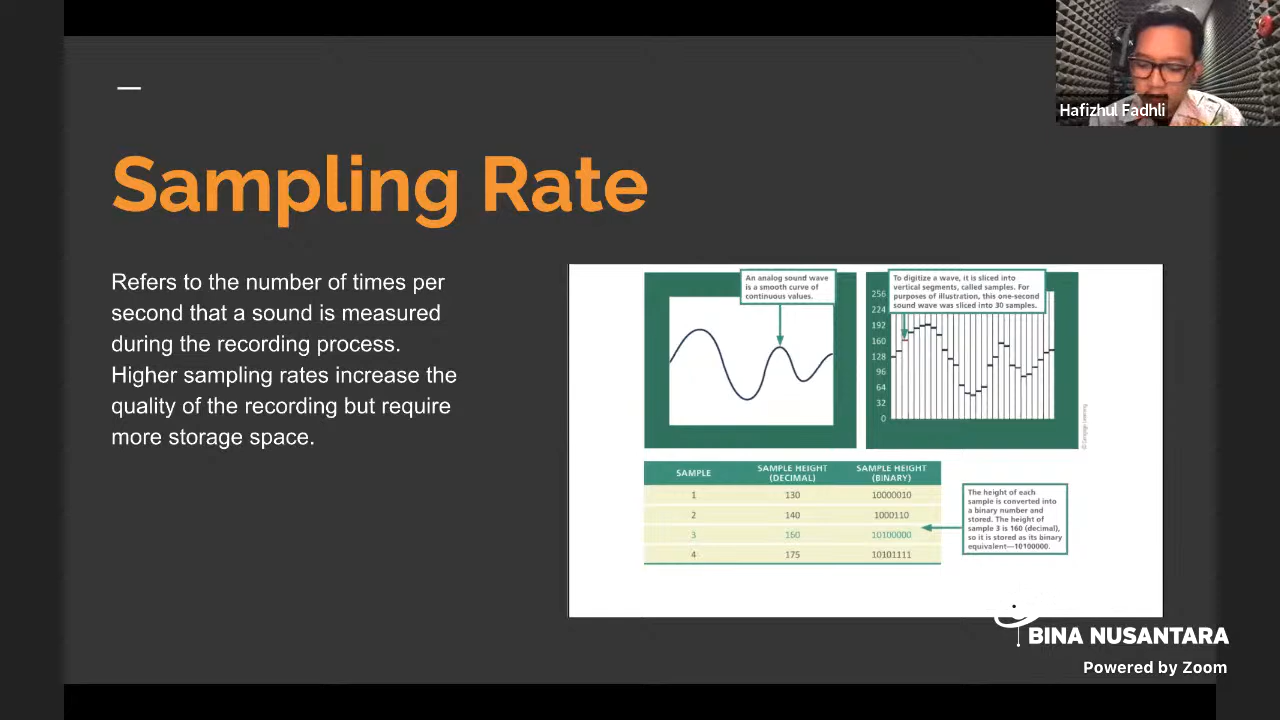 Hafizhul Fadhli
Sampling Rate
Refers to the number of times per
second that a sound is measured
during the recording process.
Higher sampling rates increase the
quality of the recording but require
more storage space.
An analog sound wave
is a smooth curve of
continuous values.
To digitize a wave, it is sliced into
vertical segments, called samples. For
purposes of illustration, this one-second
sound wave was sliced into 30 samples.
256
224
192
160
128
96
64
32
0
SAMPLE SAMPLE HEIGHT (DECIMAL) SAMPLE HEIGHT (BINARY)
1 130 10000010
2 140 1000110
3 160 10100000
4 175 10101111
The height of each
sample is converted into
a binary number and
stored. The height of
sample 3 is 160 (decimal),
so it is stored as its binary
equivalent—10100000.
BINA NUSANTARA
Powered by Zoom